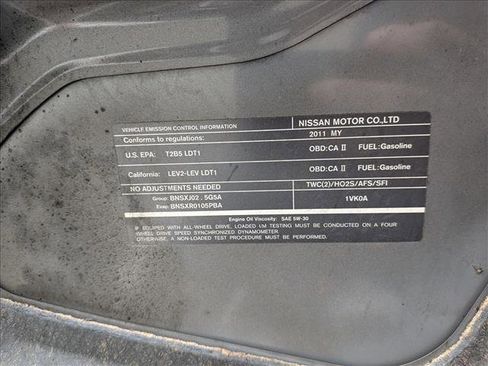 VEHICLE EMISSION CONTROL INFORMATION NISSAN MOTOR CO.,LTD
Conforms to regulations: 2011 MY
U.S. EPA: T2B5 LDT1 OBD:CA II FUEL:Gasoline
California: LEV2-LEV LDT1 OBD:CA II FUEL:Gasoline
NO ADJUSTMENTS NEEDED TWC(2)/HO2S/AFS/SFI
Group: BNSXJ02.5G5A 1VK0A
Evap: BNSXR0105PBA
Engine Oil Viscosity: SAE 5W-30
IF EQUIPPED WITH ALL-WHEEL DRIVE, LOADED I/M TESTING MUST BE CONDUCTED ON A FOUR
WHEEL DRIVE SPEED SYNCHRONIZED DYNAMOMETER.
OTHERWISE, A NON-LOADED TEST PROCEDURE MUST BE PERFORMED.